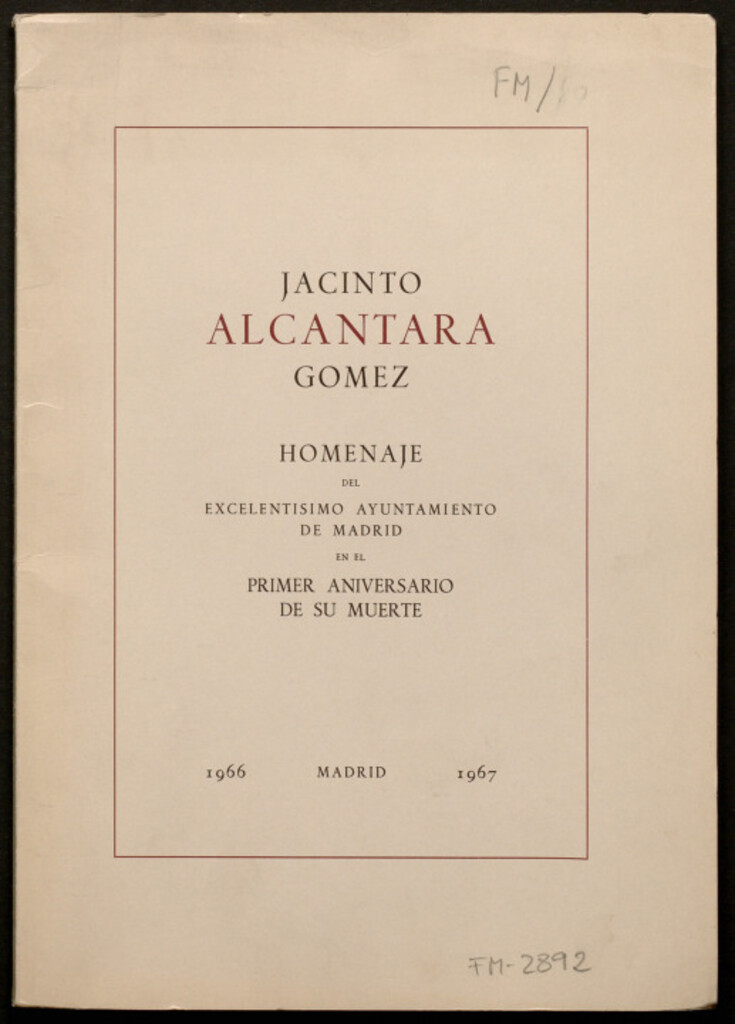 FM/
JACINTO
ALCANTARA
GOMEZ
HOMENAJE
DEL
EXCELENTISIMO AYUNTAMIENTO
DE MADRID
EN EL
PRIMER ANIVERSARIO
DE SU MUERTE
1966 MADRID 1967
FM-2892